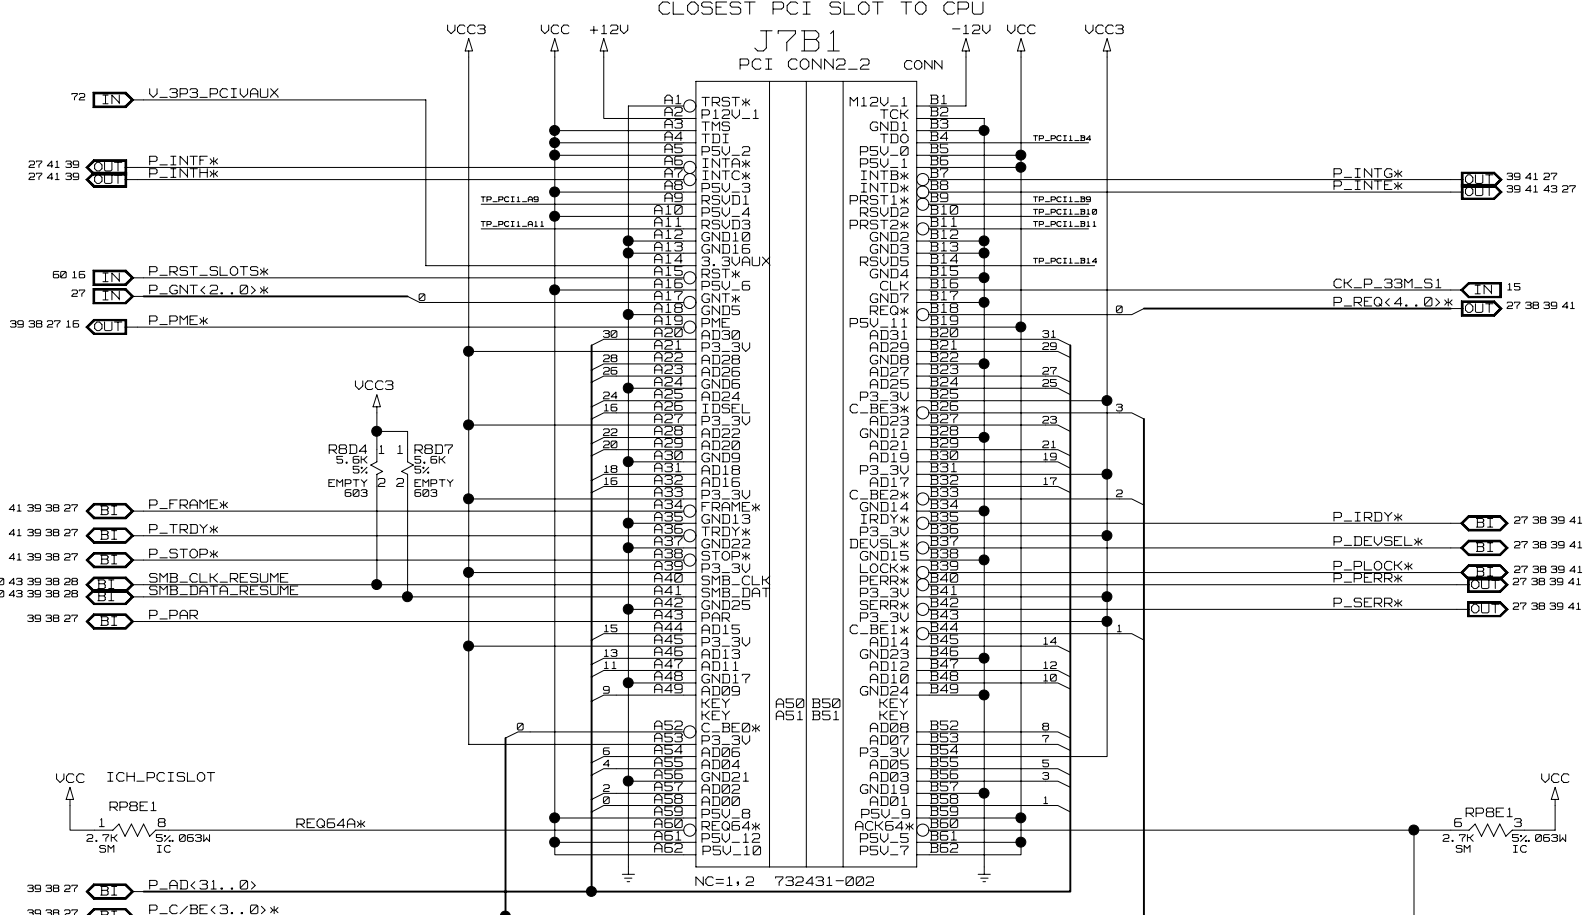 CLOSEST PCI SLOT TO CPU
VCC3 VCC +12V J7B1 -12V VCC VCC3
PCI CONN2_2 CONN
72 IN V_3P3_PCIVAUX
27 41 39 OUT P_INTF*
27 41 39 OUT P_INTH*
TP_PCI1_A9
TP_PCI1_A11
60 16 IN P_RST_SLOTS*
27 IN P_GNT<2..0>* 0
39 38 27 16 OUT P_PME*
VCC3
R8D4 1 1 R8D7
5.6K 5.6K
5% 5%
EMPTY 2 2 EMPTY
603 603
41 39 38 27 BI P_FRAME*
41 39 38 27 BI P_TRDY*
41 39 38 27 BI P_STOP*
43 39 38 28 BI SMB_CLK_RESUME
43 39 38 28 BI SMB_DATA_RESUME
39 38 27 BI P_PAR
A1 TRST* M12V_1 B1
A2 P12V_1 TCK B2
A3 TMS GND1 B3
A4 TDI TDO B4 TP_PCI1_B4
A5 P5V_2 P5V_0 B5
A6 INTA* P5V_1 B6
A7 INTC* INTB* B7
A8 P5V_3 INTD* B8
A9 RSVD1 PRST1* B9 TP_PCI1_B9
A10 P5V_4 RSVD2 B10 TP_PCI1_B10
A11 RSVD3 PRST2* B11 TP_PCI1_B11
A12 GND10 GND2 B12
A13 GND16 GND3 B13
A14 3.3VAUX RSVD5 B14 TP_PCI1_B14
A15 RST* GND4 B15
A16 P5V_6 CLK B16
A17 GNT* GND7 B17
A18 GND5 REQ* B18 0
A19 PME P5V_11 B19
30 A20 AD30 AD31 B20 31
A21 P3_3V AD29 B21 29
28 A22 AD28 GND8 B22
26 A23 AD26 AD27 B23 27
A24 GND6 AD25 B24 25
24 A25 AD24 P3_3V B25
16 A26 IDSEL C_BE3* B26 3
A27 P3_3V AD23 B27 23
22 A28 AD22 GND12 B28
20 A29 AD20 AD21 B29 21
A30 GND9 AD19 B30 19
18 A31 AD18 P3_3V B31
16 A32 AD16 AD17 B32 17
A33 P3_3V C_BE2* B33 2
A34 FRAME* GND14 B34
A35 GND13 IRDY* B35
A36 TRDY* P3_3V B36
A37 GND22 DEVSL* B37
A38 STOP* GND15 B38
A39 P3_3V LOCK* B39
A40 SMB_CLK PERR* B40
A41 SMB_DAT P3_3V B41
A42 GND25 SERR* B42
A43 PAR P3_3V B43
15 A44 AD15 C_BE1* B44 1
A45 P3_3V AD14 B45 14
13 A46 AD13 GND23 B46
11 A47 AD11 AD12 B47 12
A48 GND17 AD10 B48 10
9 A49 AD09 GND24 B49
KEY A50 B50 KEY
KEY A51 B51 KEY
0 A52 C_BE0* AD08 B52 8
A53 P3_3V AD07 B53 7
6 A54 AD06 P3_3V B54
4 A55 AD04 AD05 B55 5
A56 GND21 AD03 B56 3
2 A57 AD02 GND19 B57
0 A58 AD00 AD01 B58 1
A59 P5V_8 P5V_9 B59
A60 REQ64* ACK64* B60
A61 P5V_12 P5V_5 B61
A62 P5V_10 P5V_7 B62
NC=1,2 732431-002
P_INTG* OUT 39 41 27
P_INTE* OUT 39 41 43 27
CK_P_33M_S1 IN 15
P_REQ<4..0>* OUT 27 38 39 41
P_IRDY* BI 27 38 39 41
P_DEVSEL* BI 27 38 39 41
P_PLOCK* BI 27 38 39 41
P_PERR* OUT 27 38 39 41
P_SERR* OUT 27 38 39 41
VCC ICH_PCISLOT
RP8E1
1 8 REQ64A*
2.7K 5% .063W
SM IC
VCC
RP8E1
6 3
2.7K 5% .063W
SM IC
39 38 27 BI P_AD<31..0>
39 38 27 BI P_C/BE<3..0>*